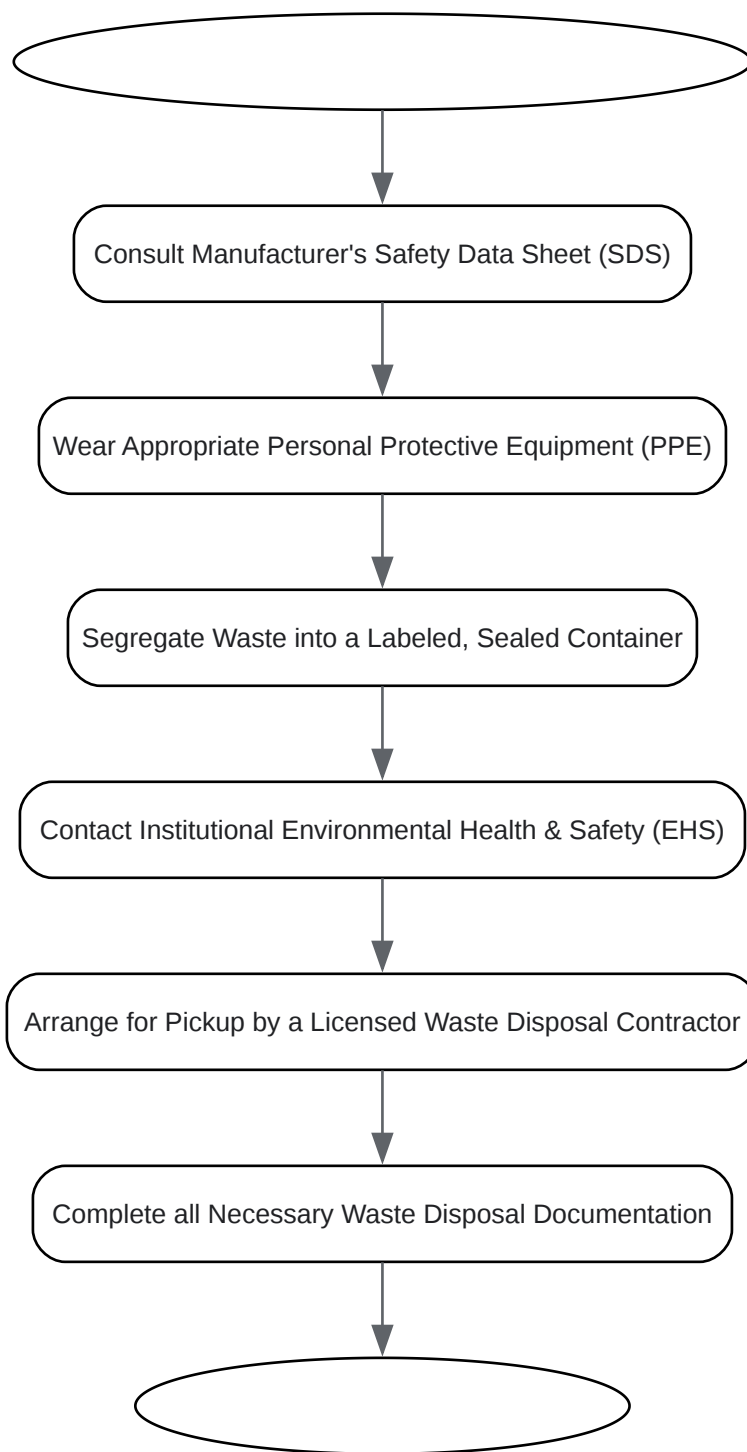 Consult Manufacturer's Safety Data Sheet (SDS)
Wear Appropriate Personal Protective Equipment (PPE)
Segregate Waste into a Labeled, Sealed Container
Contact Institutional Environmental Health & Safety (EHS)
Arrange for Pickup by a Licensed Waste Disposal Contractor
Complete all Necessary Waste Disposal Documentation